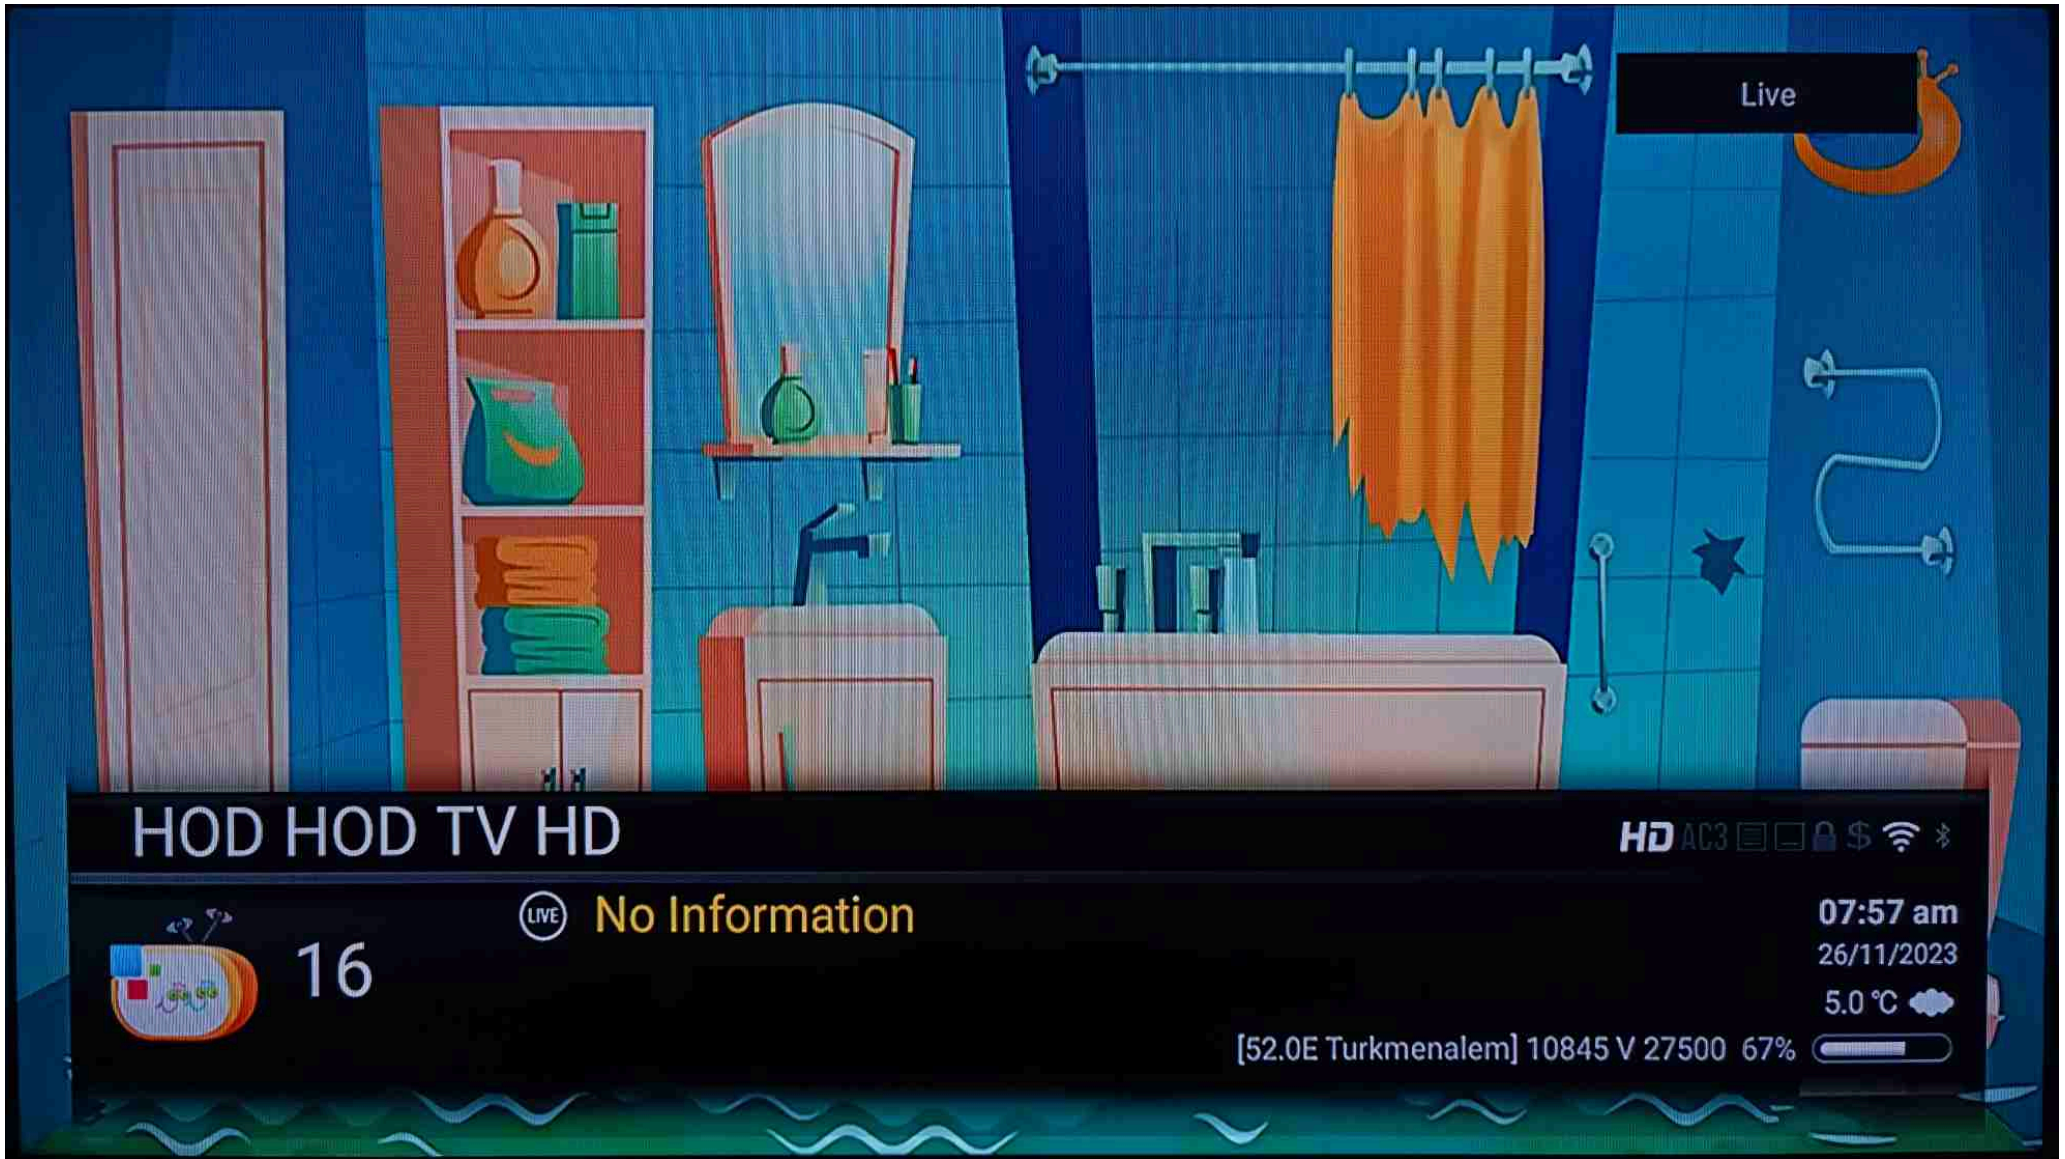 Live
HOD HOD TV HD
HD AC3 $
16
LIVE No Information
07:57 am
26/11/2023
5.0 °C
[52.0E Turkmenalem] 10845 V 27500 67%